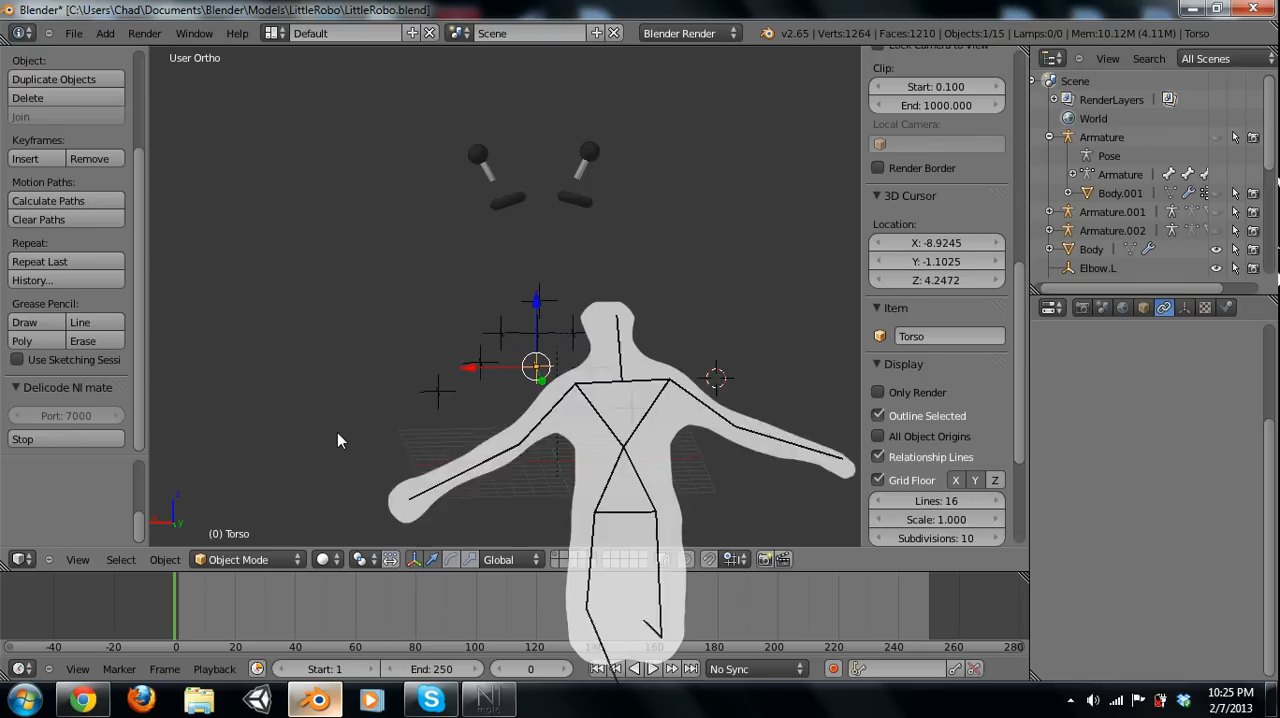 Blender* [C:\Users\Chad\Documents\Blender\Models\LittleRobo\LittleRobo.blend]
File Add Render Window Help Default Scene Blender Render v2.65 | Verts:1264 | Faces:1210 | Objects:1/15 | Lamps:0/0 | Mem:10.12M (4.11M) | Torso
Object:
Duplicate Objects
Delete
Join
Keyframes:
Insert Remove
Motion Paths:
Calculate Paths
Clear Paths
Repeat:
Repeat Last
History...
Grease Pencil:
Draw Line
Poly Erase
Use Sketching Sessi
Delicode NI mate
Port: 7000
Stop
User Ortho
z
x
y
(0) Torso
Lock Camera to View
Clip:
Start: 0.100
End: 1000.000
Local Camera:
Render Border
3D Cursor
Location:
X: -8.9245
Y: -1.1025
Z: 4.2472
Item
Torso
Display
Only Render
Outline Selected
All Object Origins
Relationship Lines
Grid Floor X Y Z
Lines: 16
Scale: 1.000
Subdivisions: 10
View Search All Scenes
Scene
RenderLayers
World
Armature
Pose
Armature
Body.001
Armature.001
Armature.002
Body
Elbow.L
View Select Object Object Mode Global
-40 -20 0 20 40 60 80 100 120 140 160 180 200 220 240 260 280
View Marker Frame Playback Start: 1 End: 250 0 No Sync
mate
10:25 PM
2/7/2013